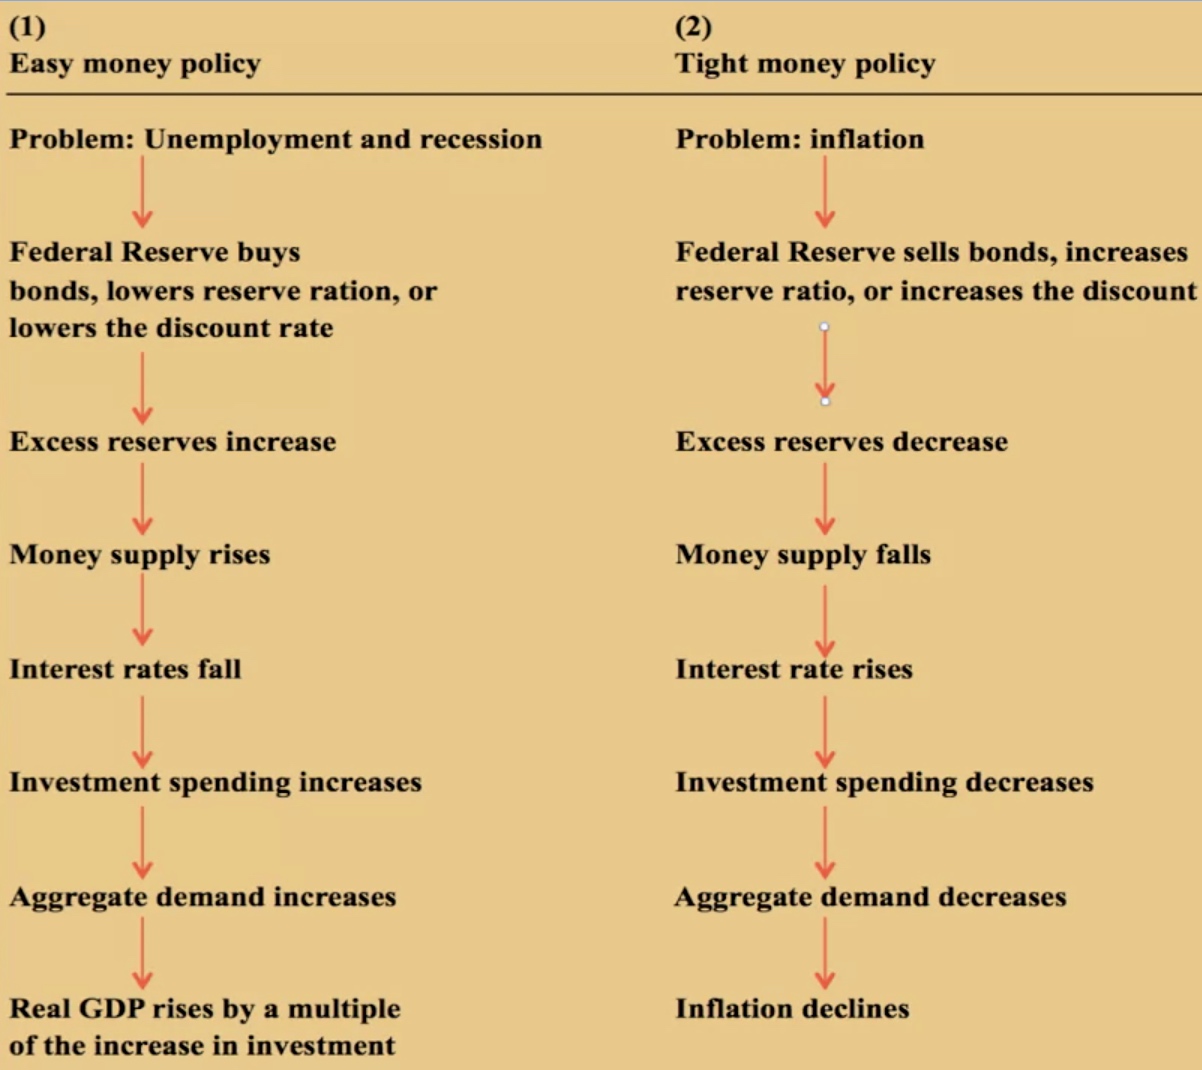 (1)
Easy money policy
Problem: Unemployment and recession
Federal Reserve buys
bonds, lowers reserve ration, or
lowers the discount rate
Excess reserves increase
Money supply rises
Interest rates fall
Investment spending increases
Aggregate demand increases
Real GDP rises by a multiple
of the increase in investment
(2)
Tight money policy
Problem: inflation
Federal Reserve sells bonds, increases
reserve ratio, or increases the discount
Excess reserves decrease
Money supply falls
Interest rate rises
Investment spending decreases
Aggregate demand decreases
Inflation declines